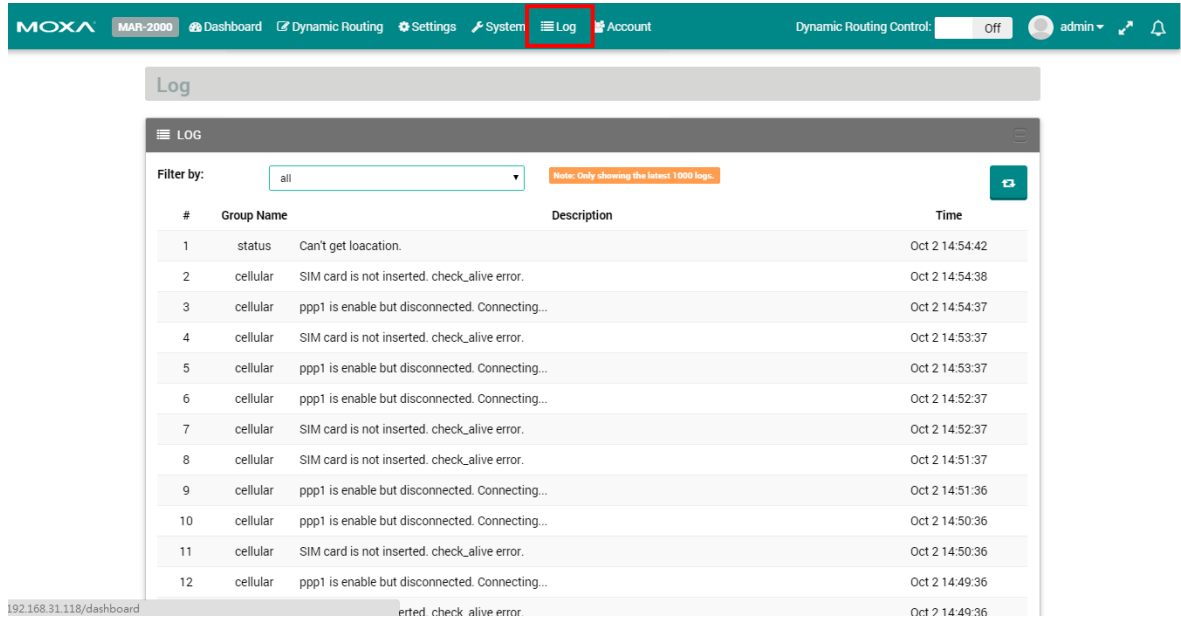 MOXA MAR-2000 Dashboard Dynamic Routing Settings System Log Account Dynamic Routing Control: Off admin
Log
LOG
Filter by: all Note: Only showing the latest 1000 logs.
# Group Name Description Time
1 status Can't get loacation. Oct 2 14:54:42
2 cellular SIM card is not inserted. check_alive error. Oct 2 14:54:38
3 cellular ppp1 is enable but disconnected. Connecting... Oct 2 14:54:37
4 cellular SIM card is not inserted. check_alive error. Oct 2 14:53:37
5 cellular ppp1 is enable but disconnected. Connecting... Oct 2 14:53:37
6 cellular ppp1 is enable but disconnected. Connecting... Oct 2 14:52:37
7 cellular SIM card is not inserted. check_alive error. Oct 2 14:52:37
8 cellular SIM card is not inserted. check_alive error. Oct 2 14:51:37
9 cellular ppp1 is enable but disconnected. Connecting... Oct 2 14:51:36
10 cellular ppp1 is enable but disconnected. Connecting... Oct 2 14:50:36
11 cellular SIM card is not inserted. check_alive error. Oct 2 14:50:36
12 cellular ppp1 is enable but disconnected. Connecting... Oct 2 14:49:36
192.168.31.118/dashboard erted. check_alive error. Oct 2 14:49:36